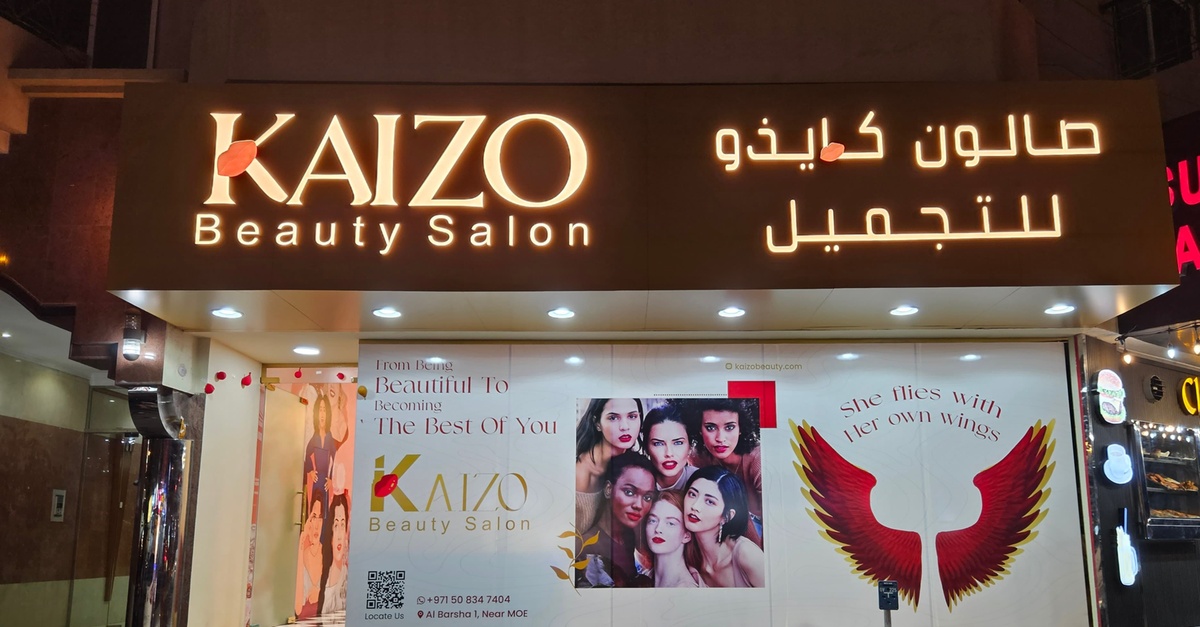 KAIZO
Beauty Salon
صالون كايذو
للتجميل
From Being
Beautiful To
Becoming
The Best Of You
KAIZO
Beauty Salon
Locate Us
+971 50 834 7404
Al Barsha 1, Near MOE
kaizobeauty.com
She flies with
Her own wings